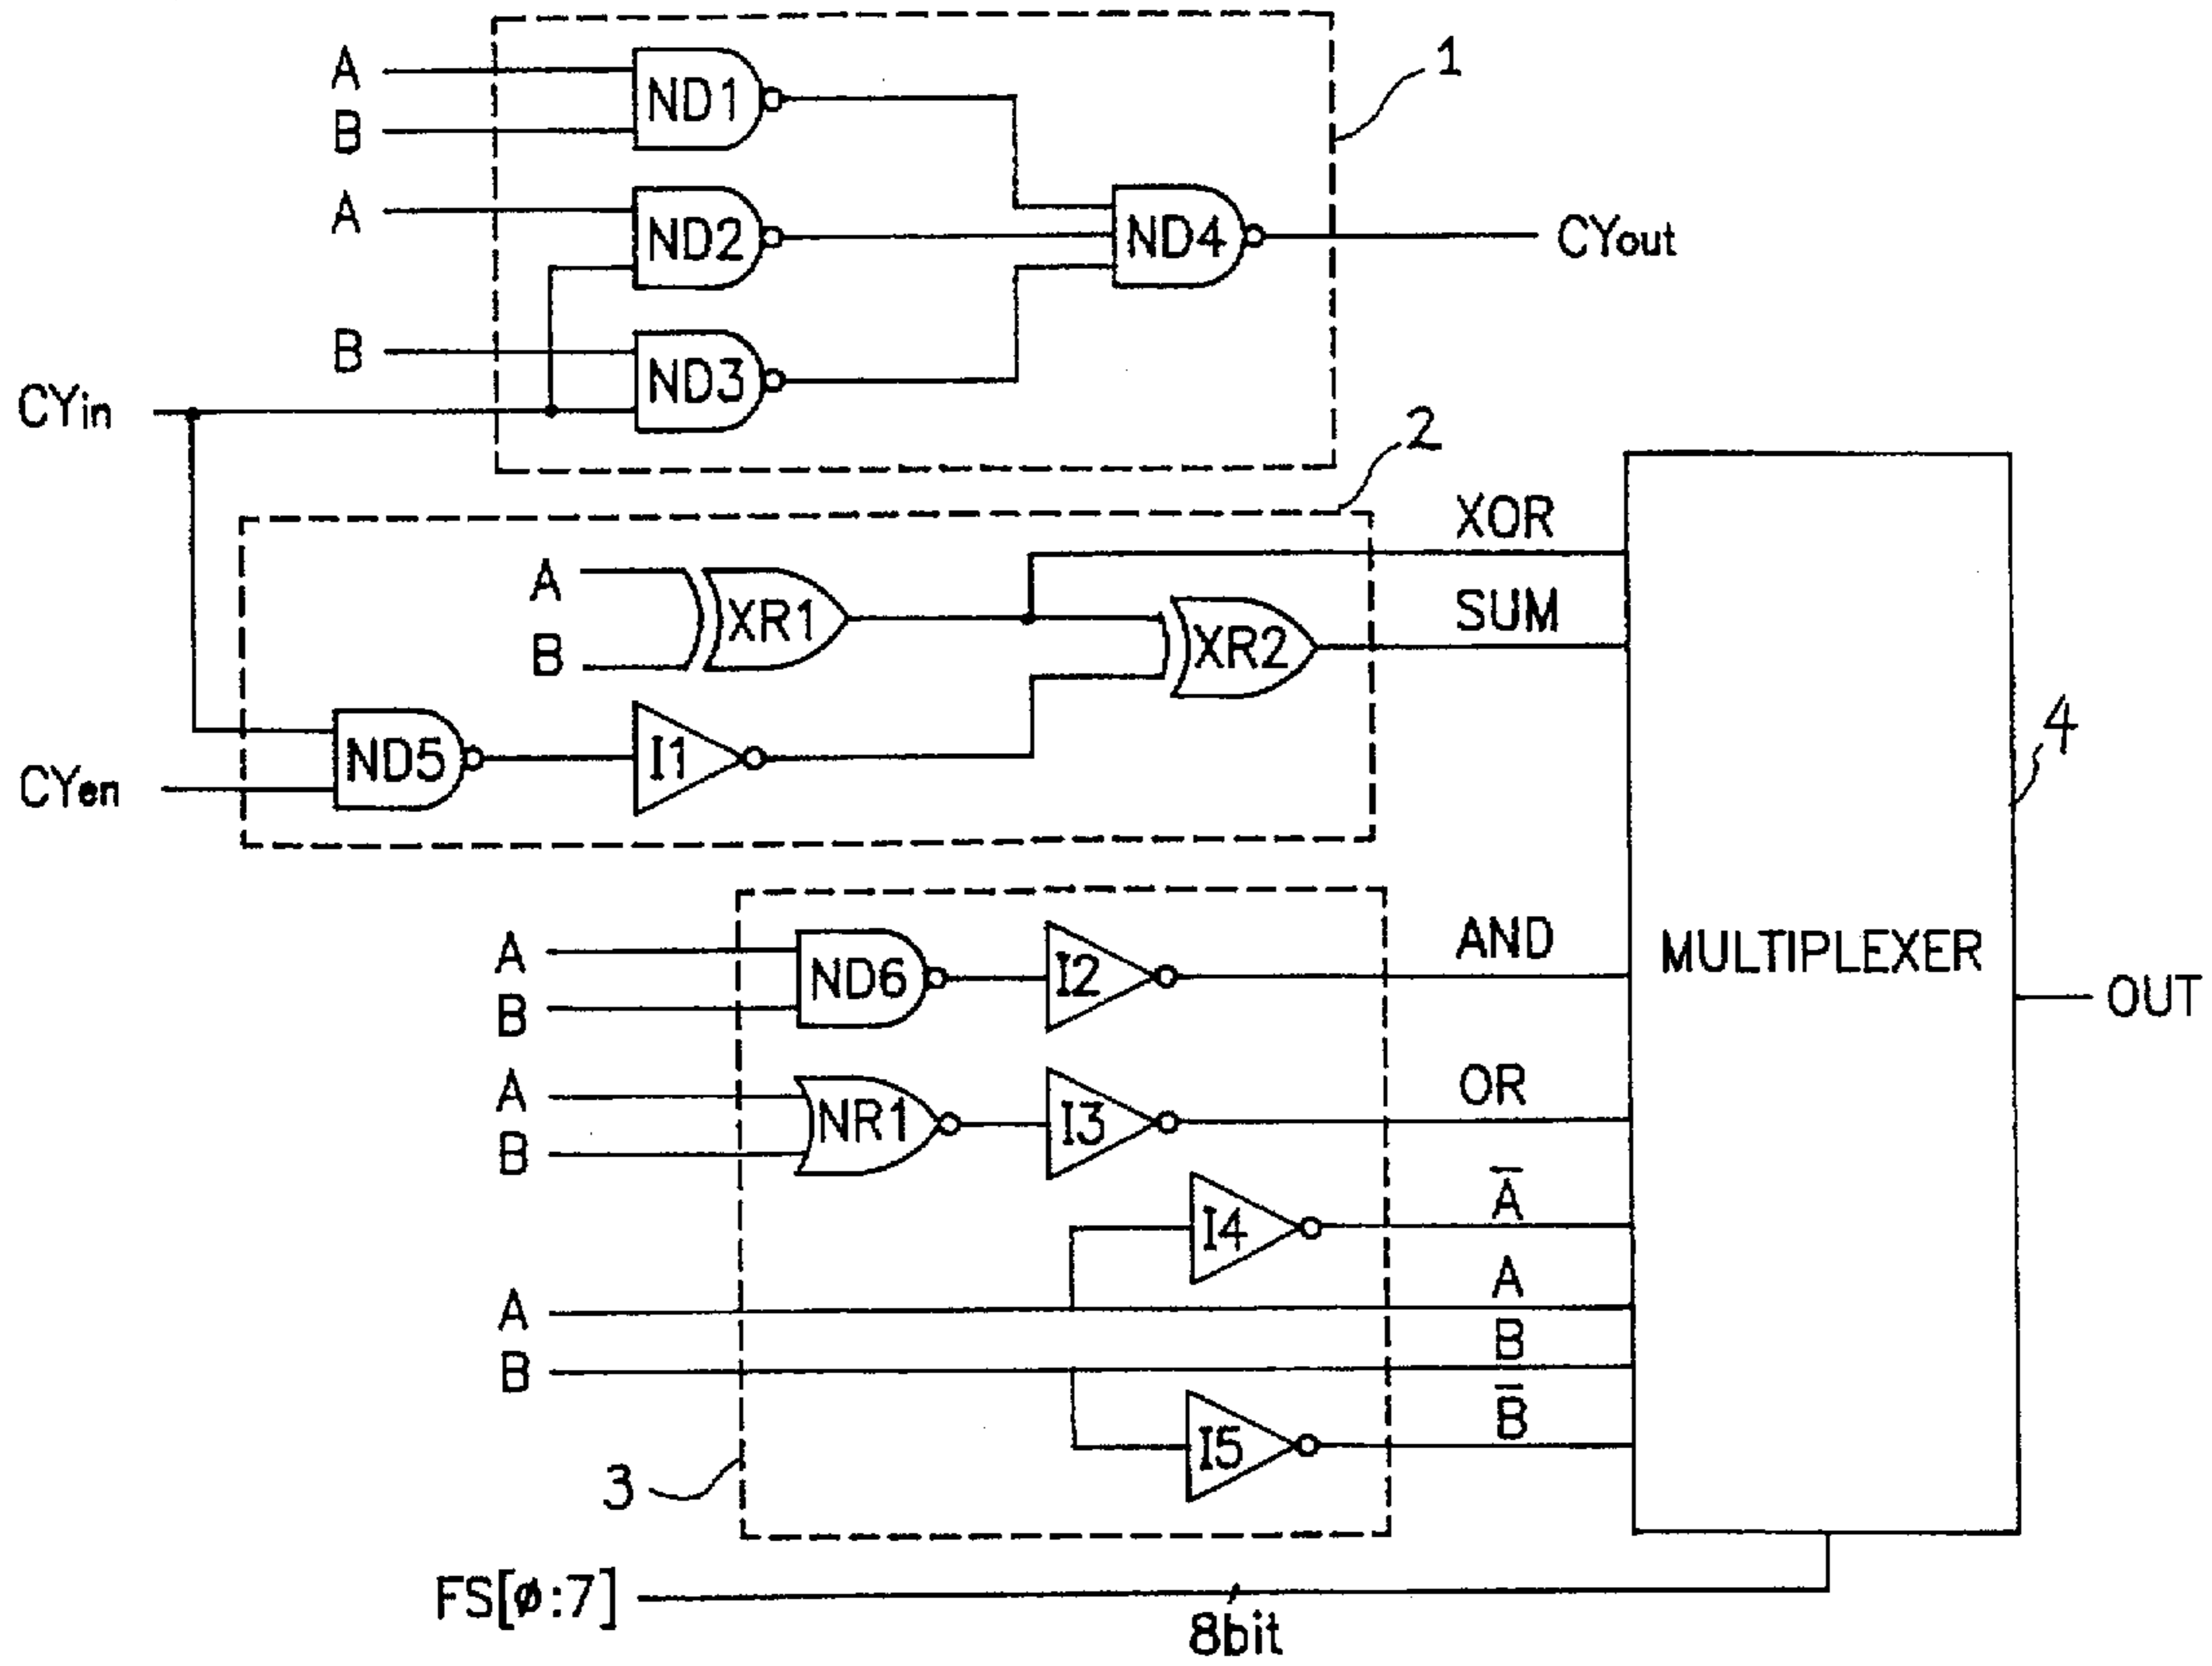 1
A
ND1
B
A
ND2
ND4
CYout
B
ND3
CYin
2
XOR
A
XR1
SUM
B
XR2
4
ND5
I1
CYen
A
ND6
I2
AND
MULTIPLEXER
B
OUT
A
NR1
I3
OR
B
I4
A̅
A
A
B
B
B̅
I5
3
FS[ø:7]
8bit